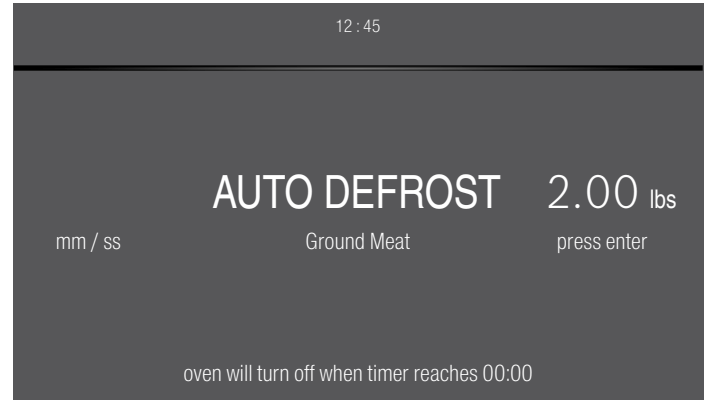 12 : 45
AUTO DEFROST 2.00 lbs
mm / ss Ground Meat press enter
oven will turn off when timer reaches 00:00